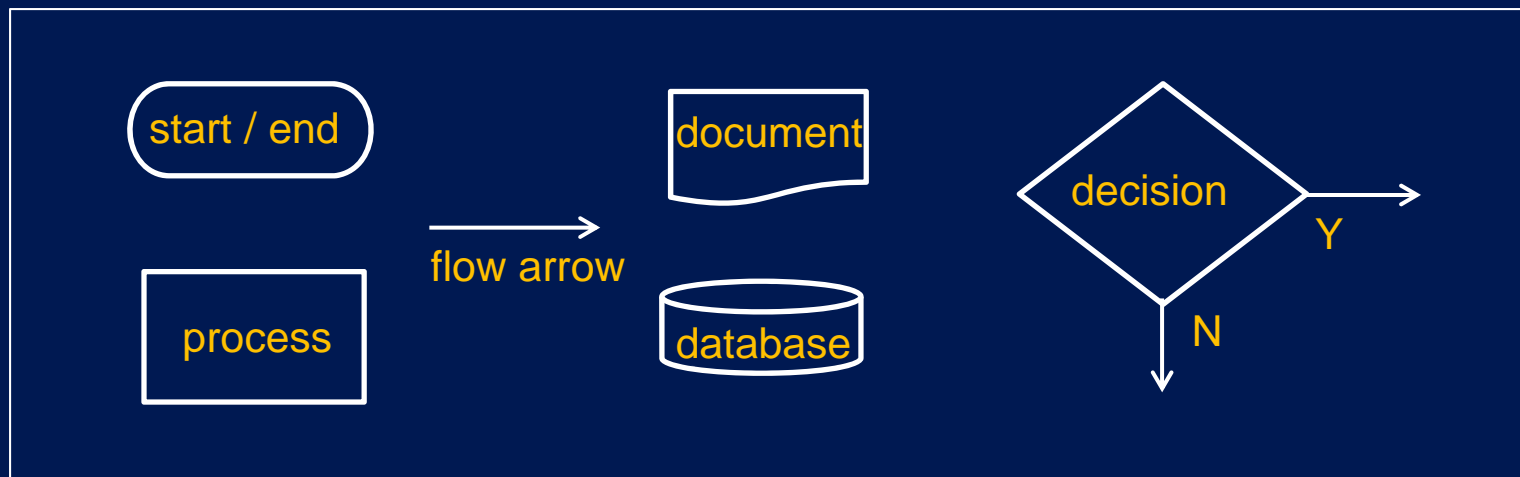 start / end
process
flow arrow
document
database
decision
Y
N